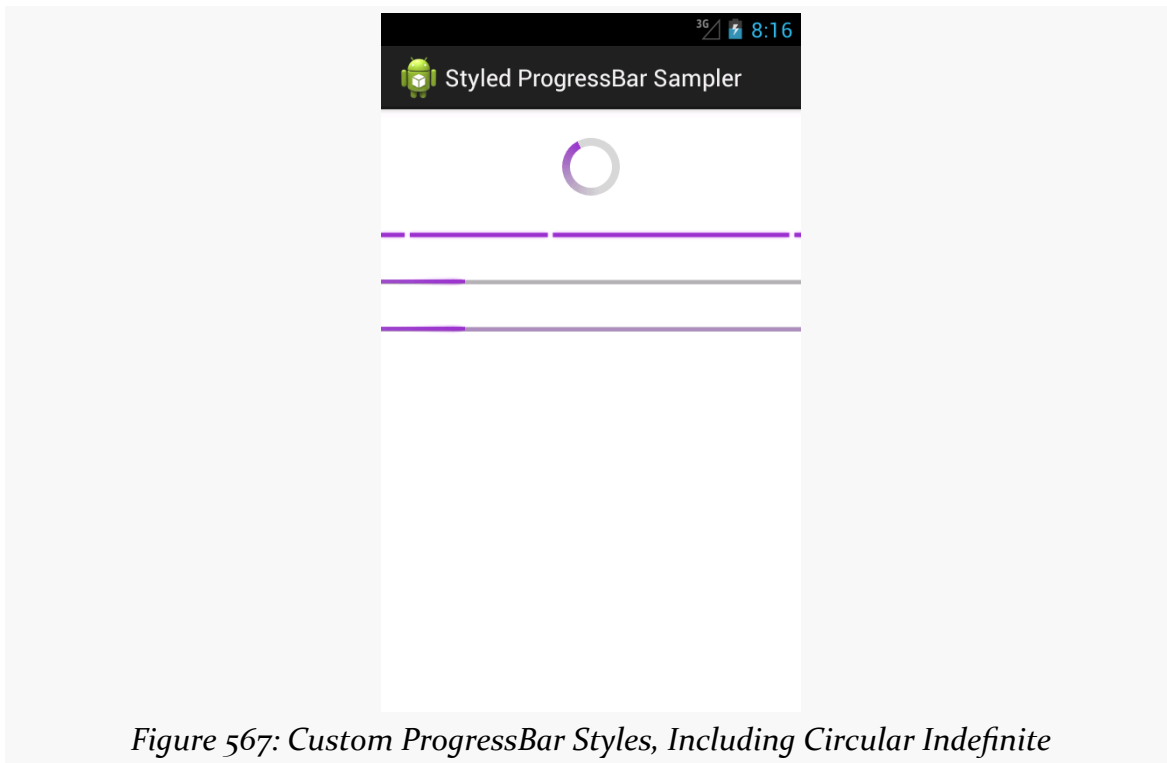 3G 8:16
Styled ProgressBar Sampler
Figure 567: Custom ProgressBar Styles, Including Circular Indefinite